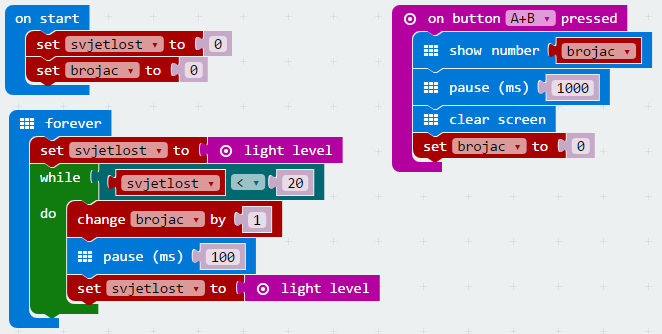 on start
set svjetlost to 0
set brojac to 0
forever
set svjetlost to light level
while svjetlost < 20
do
change brojac by 1
pause (ms) 100
set svjetlost to light level
on button A+B pressed
show number brojac
pause (ms) 1000
clear screen
set brojac to 0